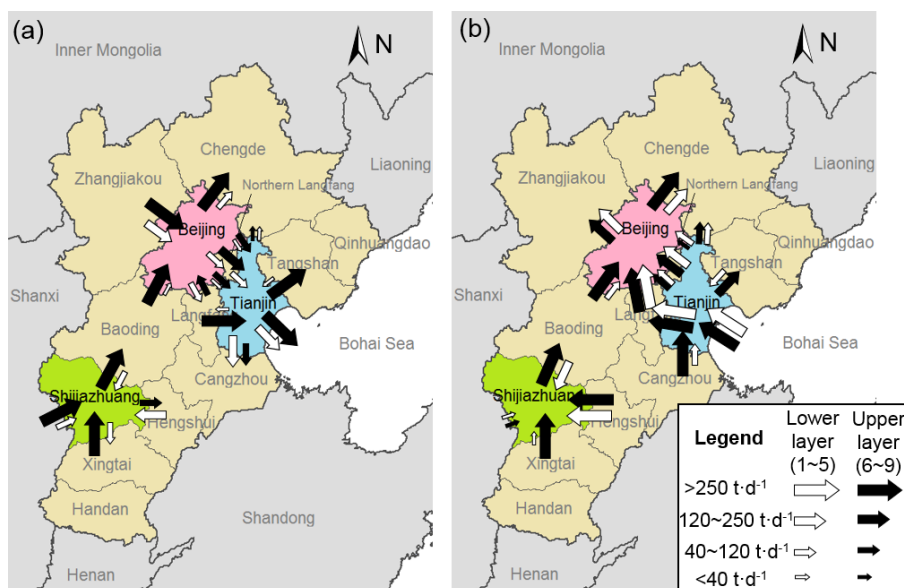 (a)
N
Inner Mongolia
Liaoning
Chengde
Zhangjiakou
Northern Langfang
Beijing
Qinhuangdao
Tangshan
Shanxi
Tianjin
Baoding
Bohai Sea
Cangzhou
Shijiazhuang
Hengshui
Xingtai
Handan
Shandong
Henan
(b)
N
Inner Mongolia
Liaoning
Chengde
Zhangjiakou
Northern Langfang
Beijing
Qinhuangdao
Tangshan
Shanxi
Tianjin
Baoding
Bohai Sea
Cangzhou
Hengshui
Xingtai
Handan
Henan
Legend
Lower layer (1~5)
Upper layer (6~9)
>250 t·d⁻¹
120~250 t·d⁻¹
40~120 t·d⁻¹
<40 t·d⁻¹